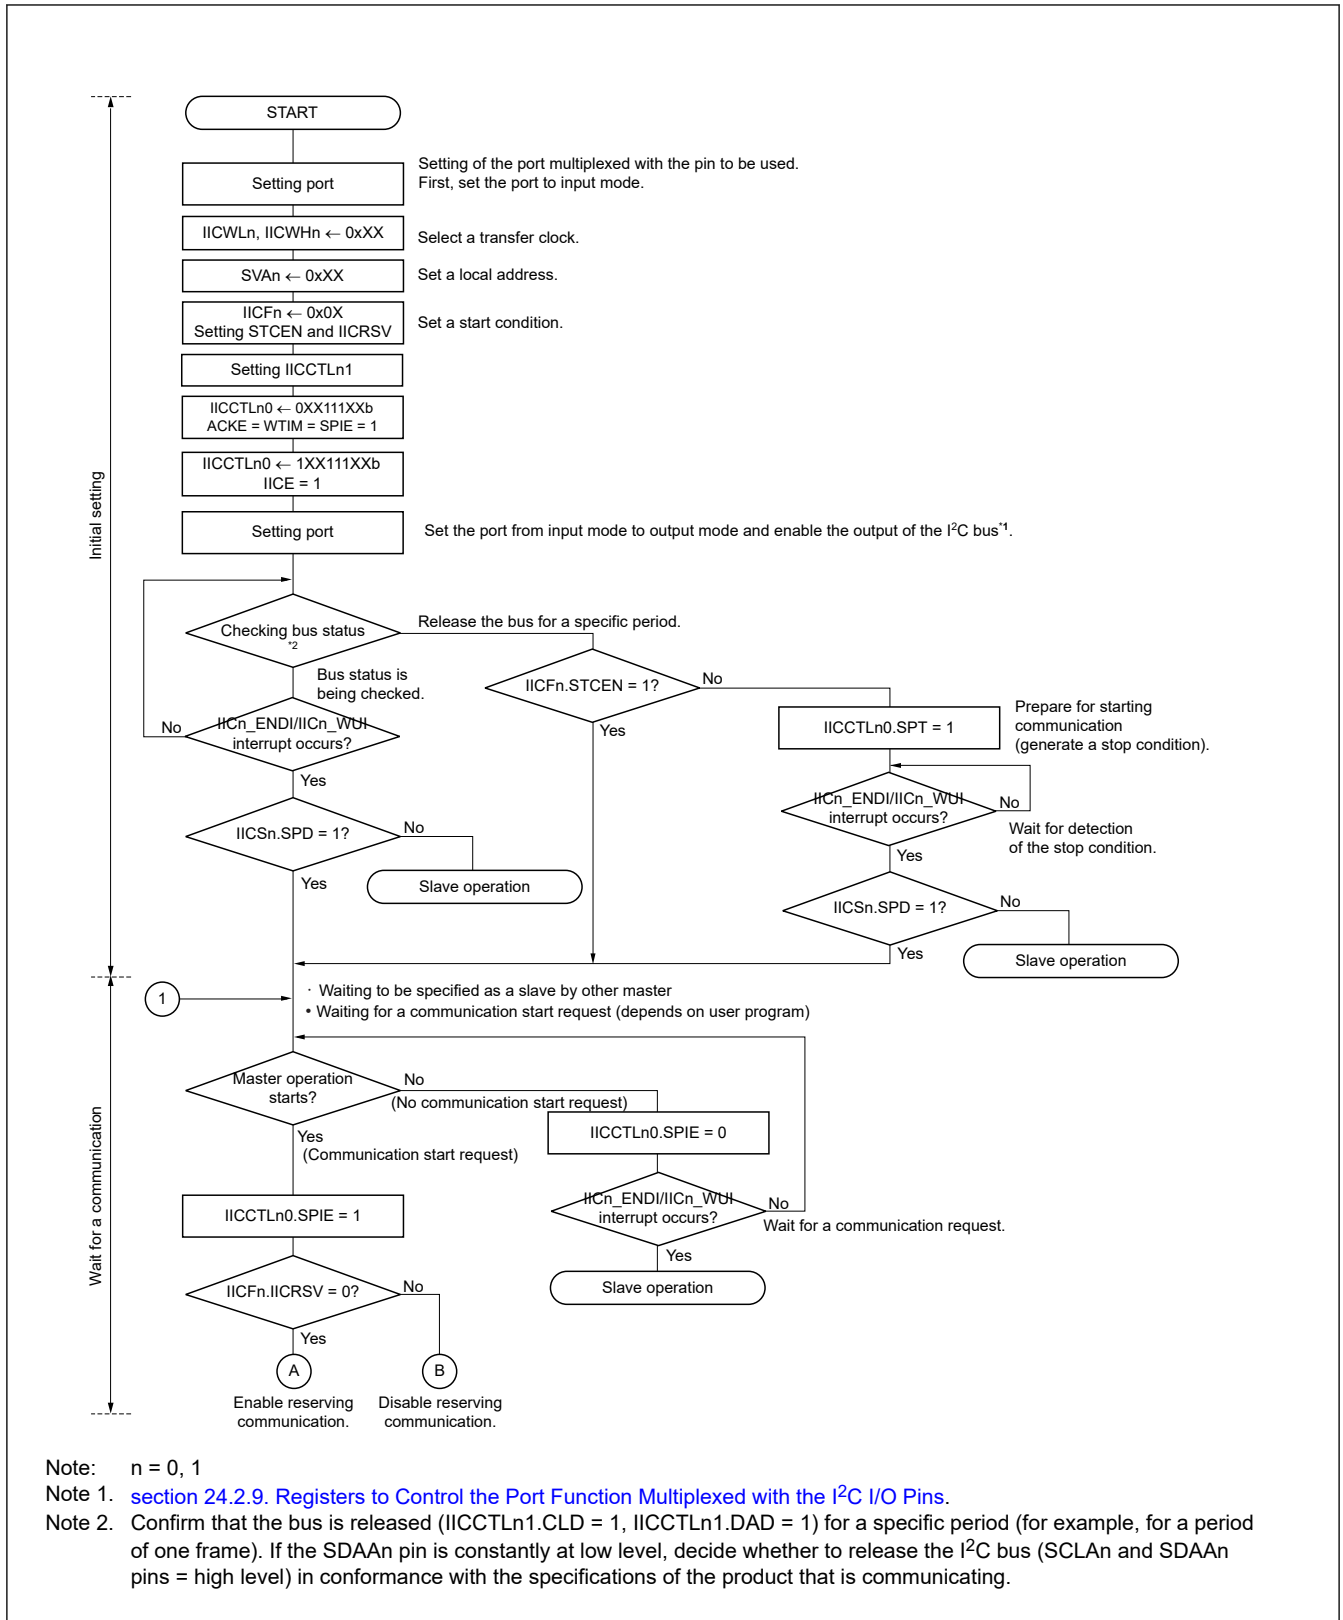 START
Setting port
Setting of the port multiplexed with the pin to be used.
First, set the port to input mode.
IICWLn, IICWHn ← 0xXX
Select a transfer clock.
SVAn ← 0xXX
Set a local address.
IICFn ← 0x0X
Setting STCEN and IICRSV
Set a start condition.
Setting IICCTLn1
IICCTLn0 ← 0XX111XXb
ACKE = WTIM = SPIE = 1
IICCTLn0 ← 1XX111XXb
IICE = 1
Initial setting
Setting port
Set the port from input mode to output mode and enable the output of the I²C bus*1.
Checking bus status
*2
Release the bus for a specific period.
Bus status is
being checked.
IICFn.STCEN = 1?
No
Yes
IICCTLn0.SPT = 1
Prepare for starting
communication
(generate a stop condition).
No
IICn_ENDI/IICn_WUI
interrupt occurs?
Yes
IICn_ENDI/IICn_WUI
interrupt occurs?
No
Wait for detection
of the stop condition.
Yes
IICSn.SPD = 1?
No
Yes
Slave operation
IICSn.SPD = 1?
No
Yes
Slave operation
1
· Waiting to be specified as a slave by other master
• Waiting for a communication start request (depends on user program)
Wait for a communication
Master operation
starts?
No
(No communication start request)
Yes
(Communication start request)
IICCTLn0.SPIE = 0
IICn_ENDI/IICn_WUI
interrupt occurs?
No
Wait for a communication request.
Yes
Slave operation
IICCTLn0.SPIE = 1
IICFn.IICRSV = 0?
No
Yes
A
B
Enable reserving
communication.
Disable reserving
communication.
Note: n = 0, 1
Note 1. section 24.2.9. Registers to Control the Port Function Multiplexed with the I²C I/O Pins.
Note 2. Confirm that the bus is released (IICCTLn1.CLD = 1, IICCTLn1.DAD = 1) for a specific period (for example, for a period
of one frame). If the SDAAn pin is constantly at low level, decide whether to release the I²C bus (SCLAn and SDAAn
pins = high level) in conformance with the specifications of the product that is communicating.